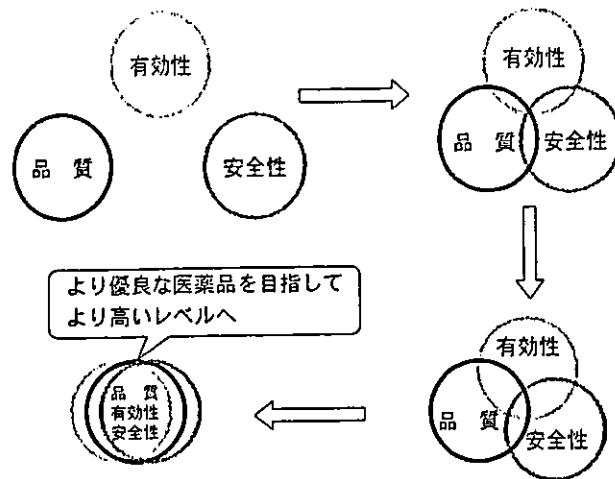 有効性
品 質
安全性
有効性
品 質
安全性
有効性
品 質
安全性
より優良な医薬品を目指して
より高いレベルへ
品 質
有効性
安全性